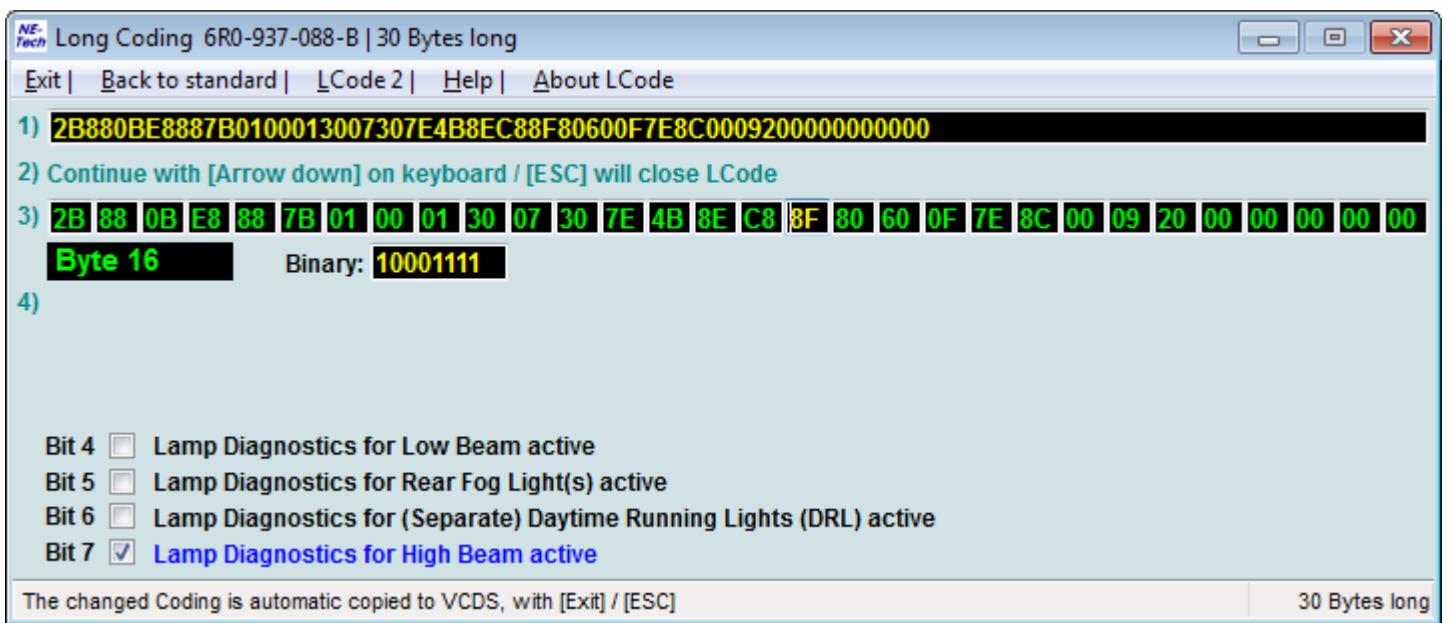 NE-Tech Long Coding 6R0-937-088-B | 30 Bytes long
Exit | Back to standard | LCode 2 | Help | About LCode
1) 2B880BE8887B0100013007307E4B8EC88F80600F7E8C0009200000000000
2) Continue with [Arrow down] on keyboard / [ESC] will close LCode
3) 2B 88 0B E8 88 7B 01 00 01 30 07 30 7E 4B 8E C8 8F 80 60 0F 7E 8C 00 09 20 00 00 00 00 00
Byte 16 Binary: 10001111
4)
Bit 4 Lamp Diagnostics for Low Beam active
Bit 5 Lamp Diagnostics for Rear Fog Light(s) active
Bit 6 Lamp Diagnostics for (Separate) Daytime Running Lights (DRL) active
Bit 7 Lamp Diagnostics for High Beam active
The changed Coding is automatic copied to VCDS, with [Exit] / [ESC] 30 Bytes long